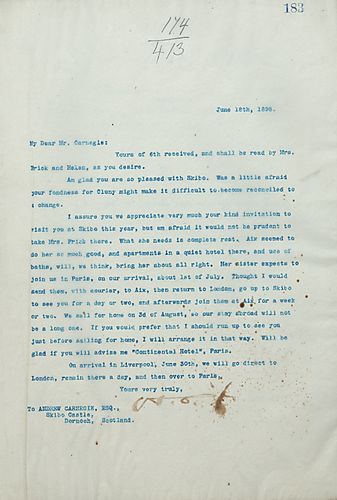 183
174
413
June 18th, 1898.
My Dear Mr. Carnegie:
Yours of 6th received, and shall be read by Mrs.
Frick and Helen, as you desire.
Am glad you are so pleased with Skibo. Was a little afraid
your fondness for Cluny might make it difficult to become reconciled to
a change.
I assure you we appreciate very much your kind invitation to
visit you at Skibo this year, but am afraid it would not be prudent to
take Mrs. Frick there. What she needs is complete rest. Aix seemed to
do her so much good, and apartments in a quiet hotel there, and use of
baths, will, we think, bring her about all right. Her sister expects to
join us in Paris, on our arrival, about 1st of July. Thought I would
send them, with courier, to Aix, then return to London, go up to Skibo
to see you for a day or two, and afterwards join them at Aix for a week
or two. We sail for home on 3d of August, so our stay abroad will not
be a long one. If you would prefer that I should run up to see you
just before sailing for home, I will arrange it in that way. Will be
glad if you will advise me "Continental Hotel", Paris.
On arrival in Liverpool, June 30th, we will go direct to
London, remain there a day, and then over to Paris.
Yours very truly,
To ANDREW CARNEGIE, ESQ.,
Skibo Castle,
Dornoch, Scotland.